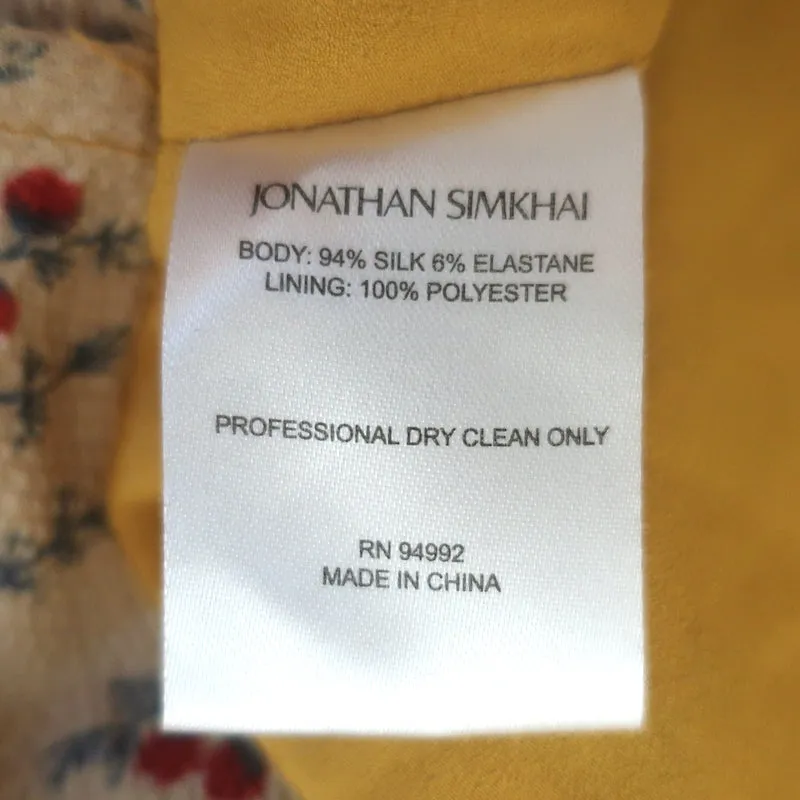 JONATHAN SIMKHAI
BODY: 94% SILK 6% ELASTANE
LINING: 100% POLYESTER
PROFESSIONAL DRY CLEAN ONLY
RN 94992
MADE IN CHINA